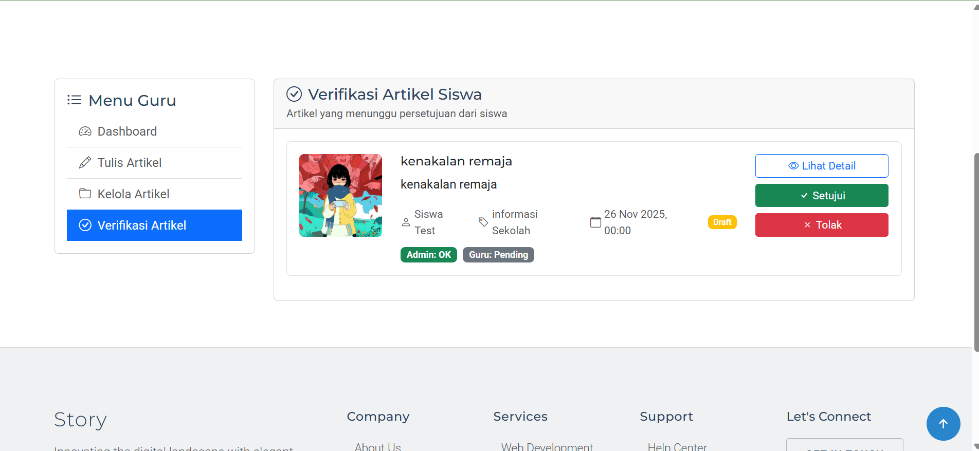 Menu Guru
Dashboard
Tulis Artikel
Kelola Artikel
Verifikasi Artikel
Verifikasi Artikel Siswa
Artikel yang menunggu persetujuan dari siswa
kenakalan remaja
kenakalan remaja
Siswa Test
informasi Sekolah
26 Nov 2025, 00:00
Draft
Admin: OK
Guru: Pending
Lihat Detail
Setujui
Tolak
Story
Innovating the digital landscape with elegant
Company
About Us
Services
Web Development
Support
Help Center
Let's Connect
GET IN TOUCH